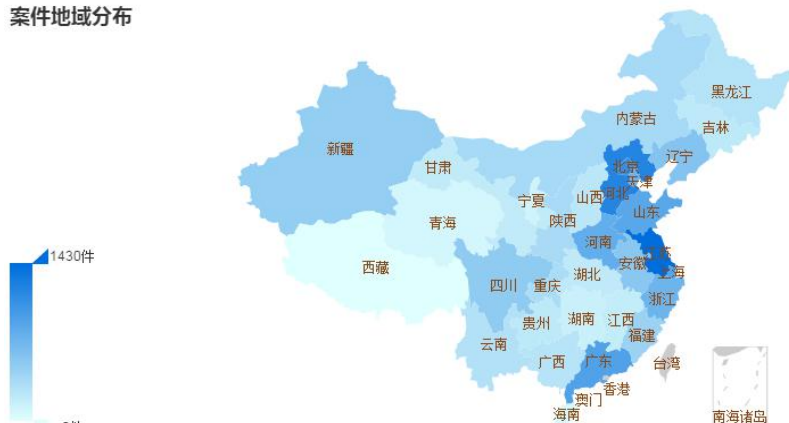 案件地域分布
黑龙江
内蒙古
吉林
新疆
辽宁
北京
甘肃
天津
河北
宁夏
山西
山东
青海
陕西
河南
江苏
1430件
安徽
西藏
上海
四川
重庆
湖北
浙江
贵州
湖南
江西
云南
福建
广西
广东
台湾
香港
澳门
海南
南海诸岛